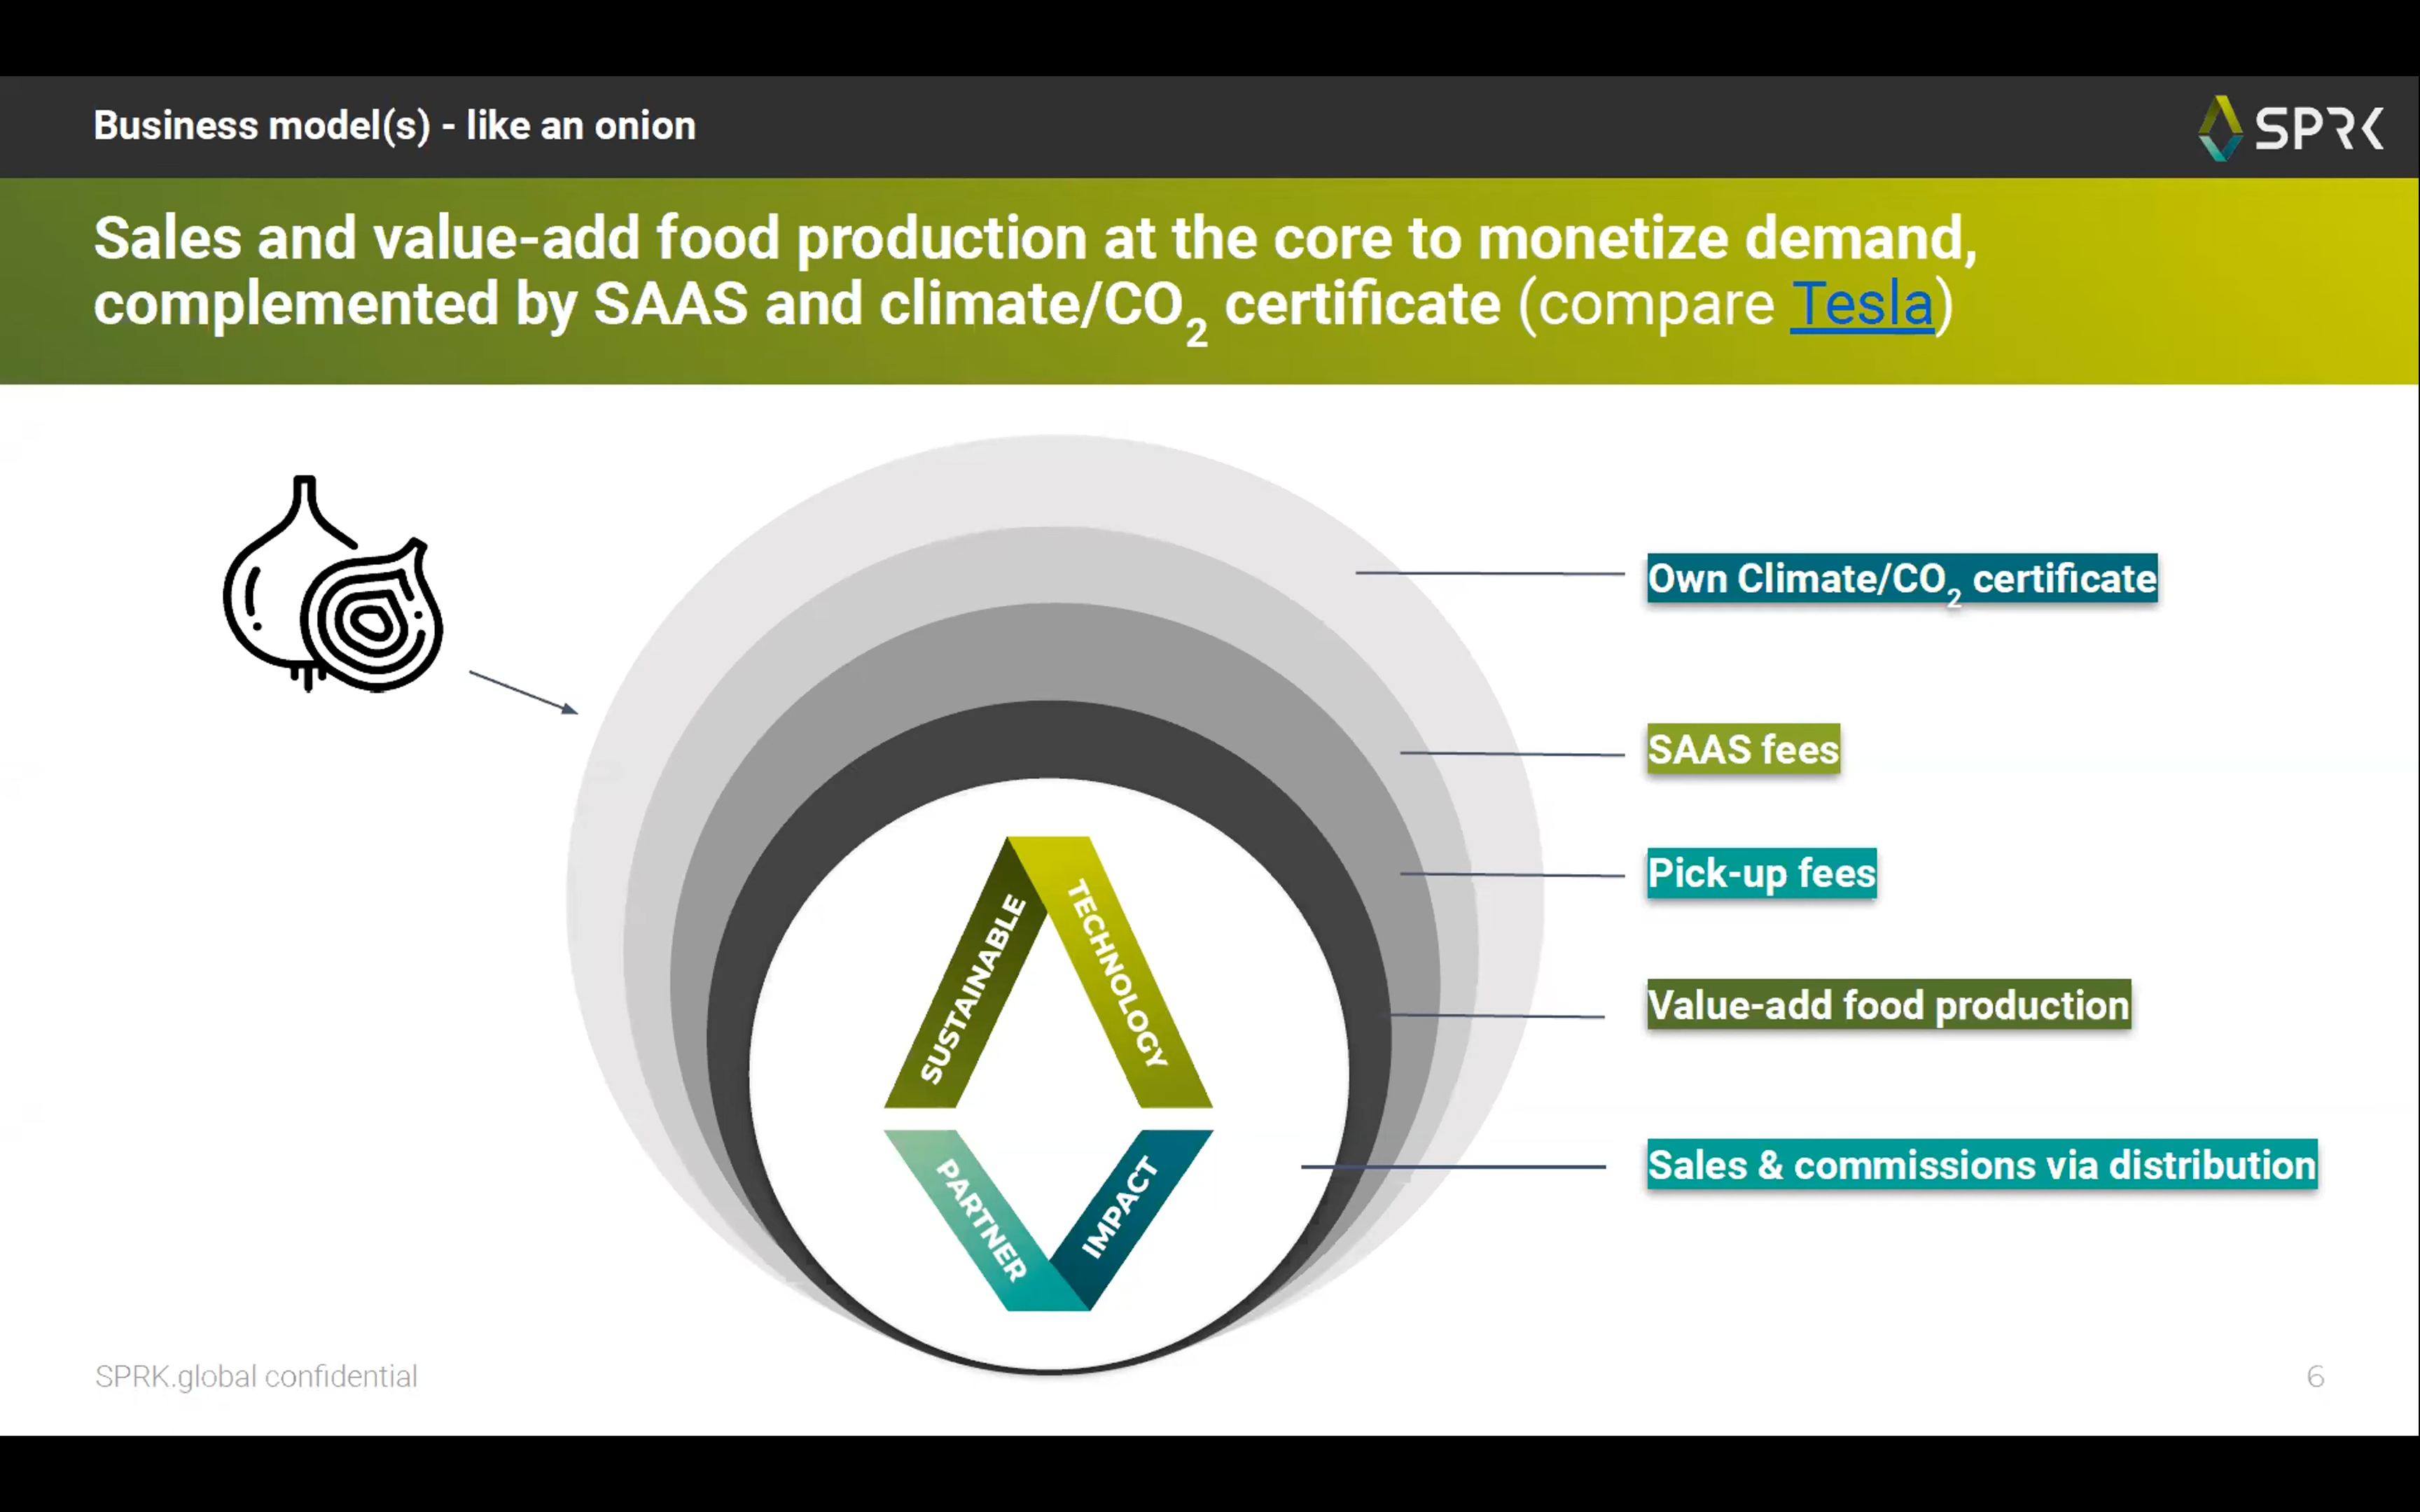 Business model(s) - like an onion
SPRK
Sales and value-add food production at the core to monetize demand,
complemented by SAAS and climate/CO₂ certificate (compare Tesla)
Own Climate/CO₂ certificate
SAAS fees
Pick-up fees
Value-add food production
Sales & commissions via distribution
SUSTAINABLE
TECHNOLOGY
PARTNER
IMPACT
SPRK.global confidential
6